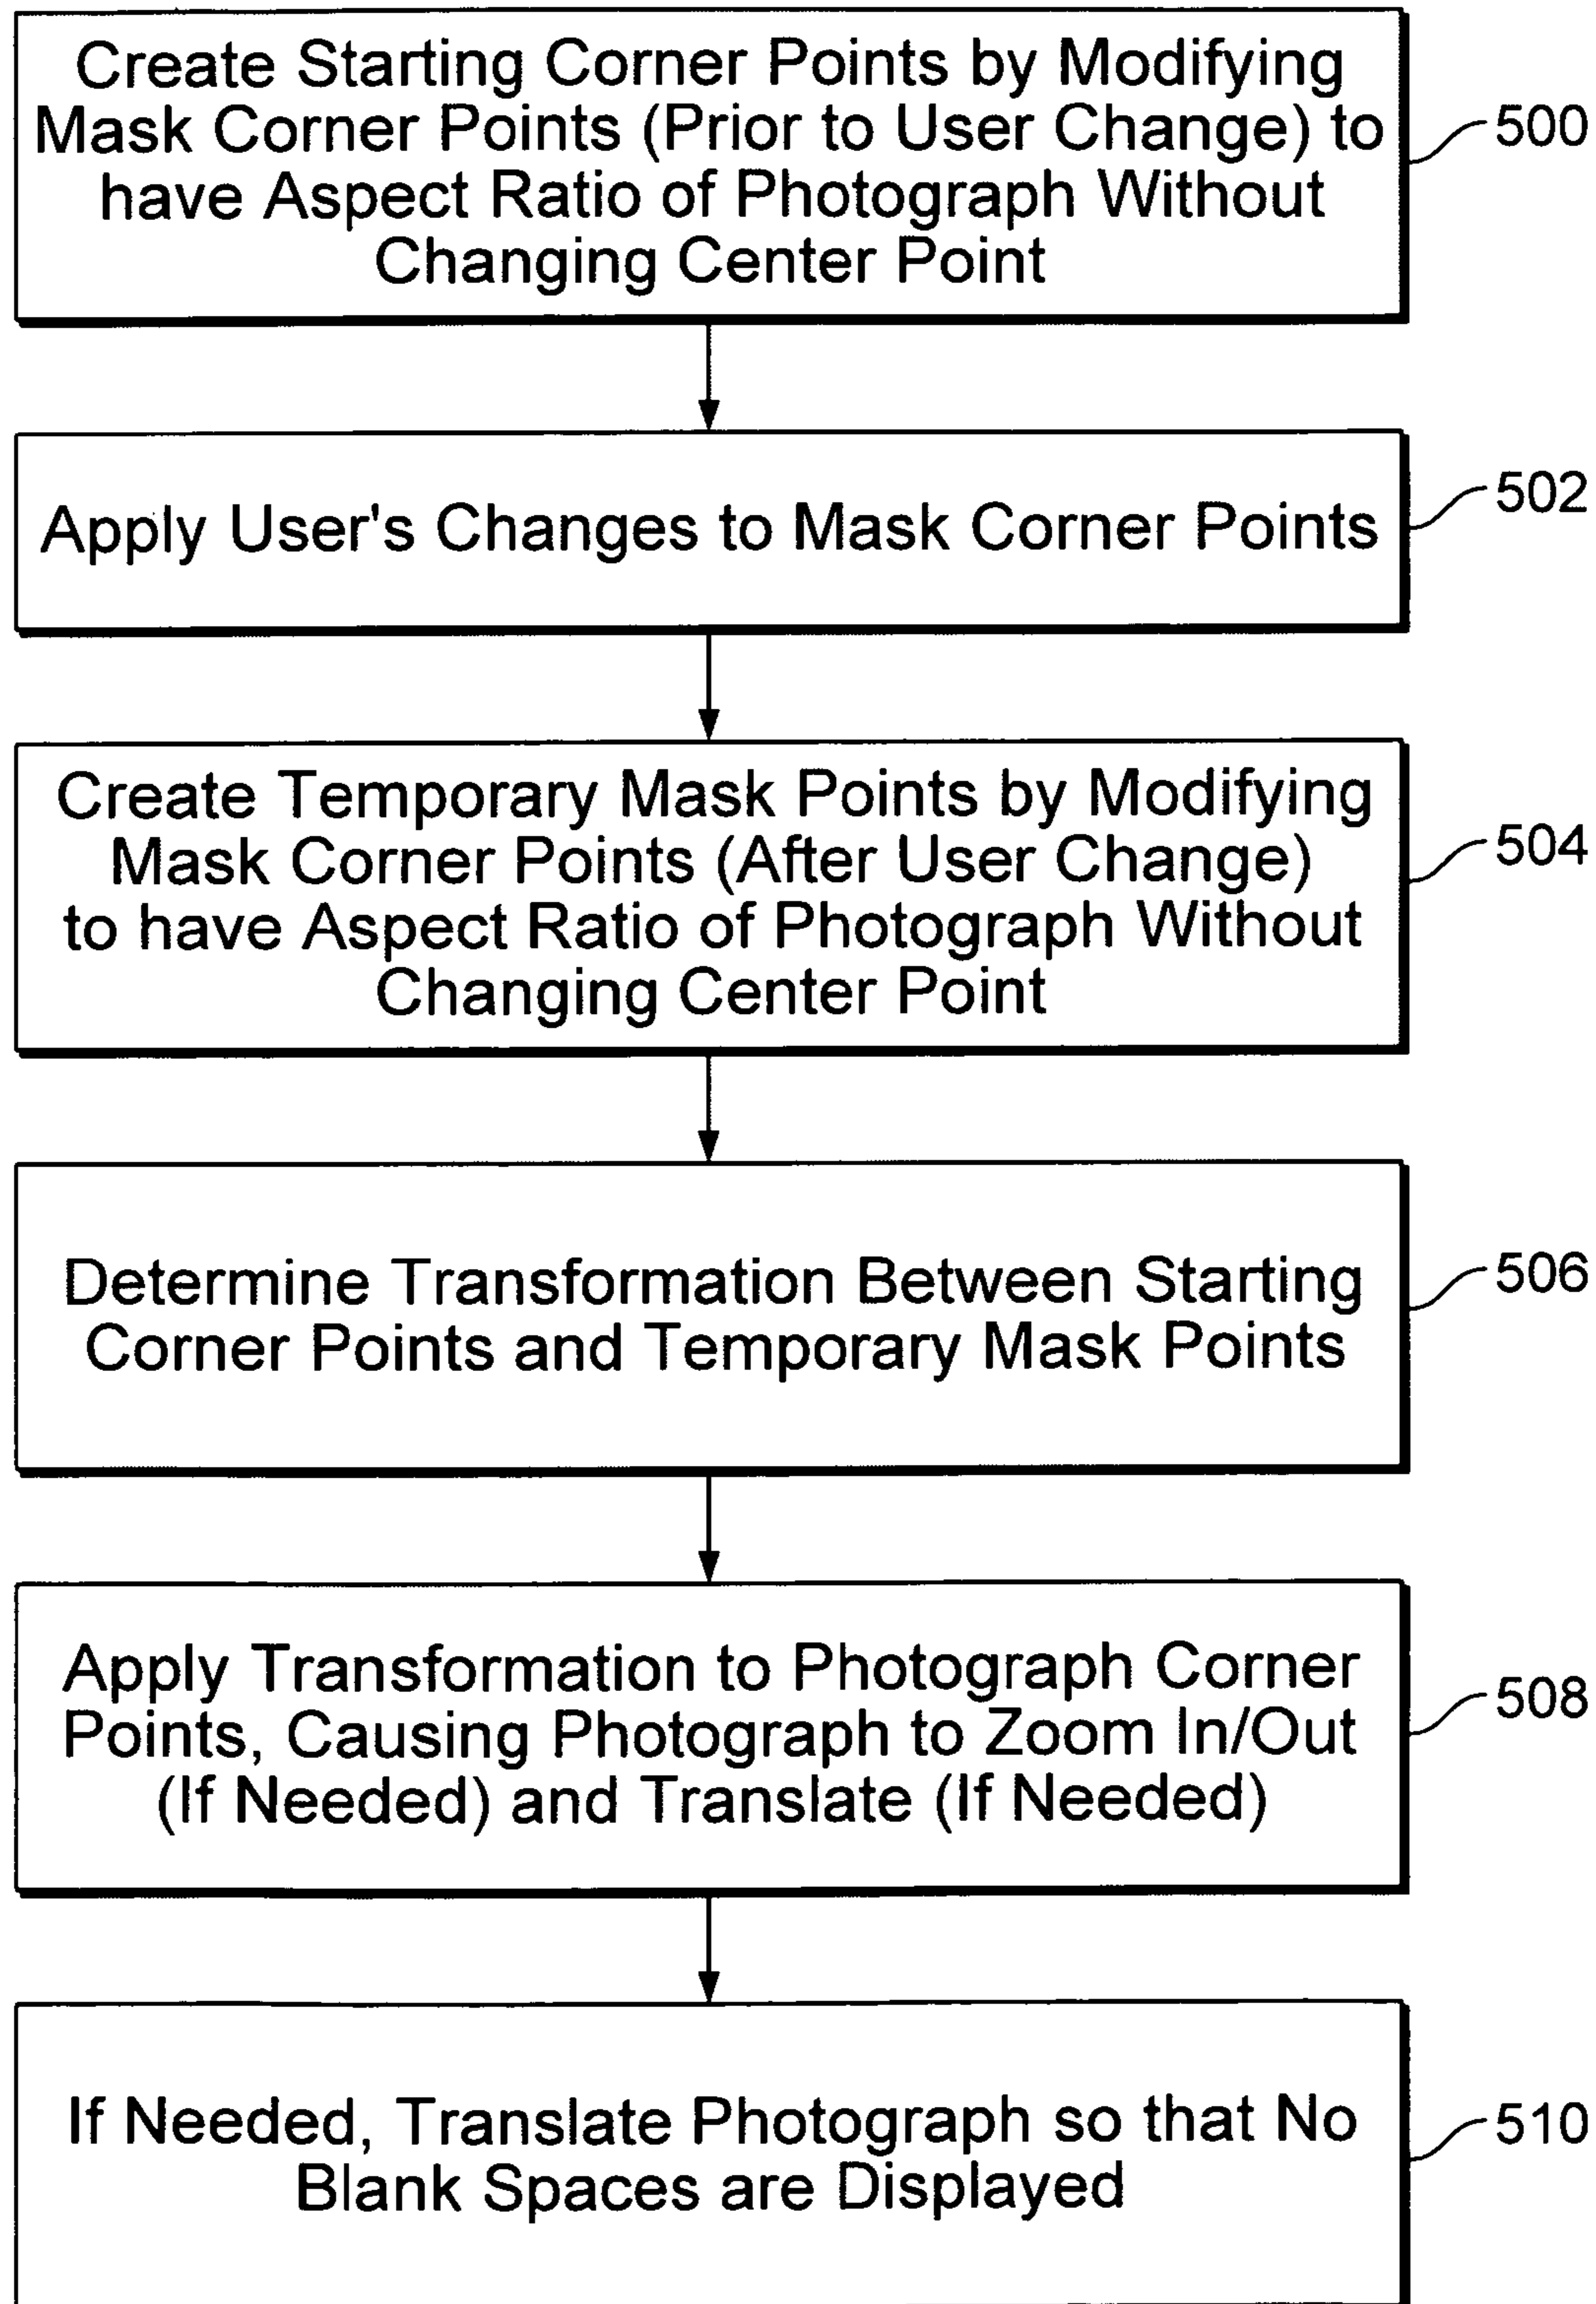 Create Starting Corner Points by Modifying
Mask Corner Points (Prior to User Change) to
have Aspect Ratio of Photograph Without
Changing Center Point
500
Apply User's Changes to Mask Corner Points
502
Create Temporary Mask Points by Modifying
Mask Corner Points (After User Change)
to have Aspect Ratio of Photograph Without
Changing Center Point
504
Determine Transformation Between Starting
Corner Points and Temporary Mask Points
506
Apply Transformation to Photograph Corner
Points, Causing Photograph to Zoom In/Out
(If Needed) and Translate (If Needed)
508
If Needed, Translate Photograph so that No
Blank Spaces are Displayed
510